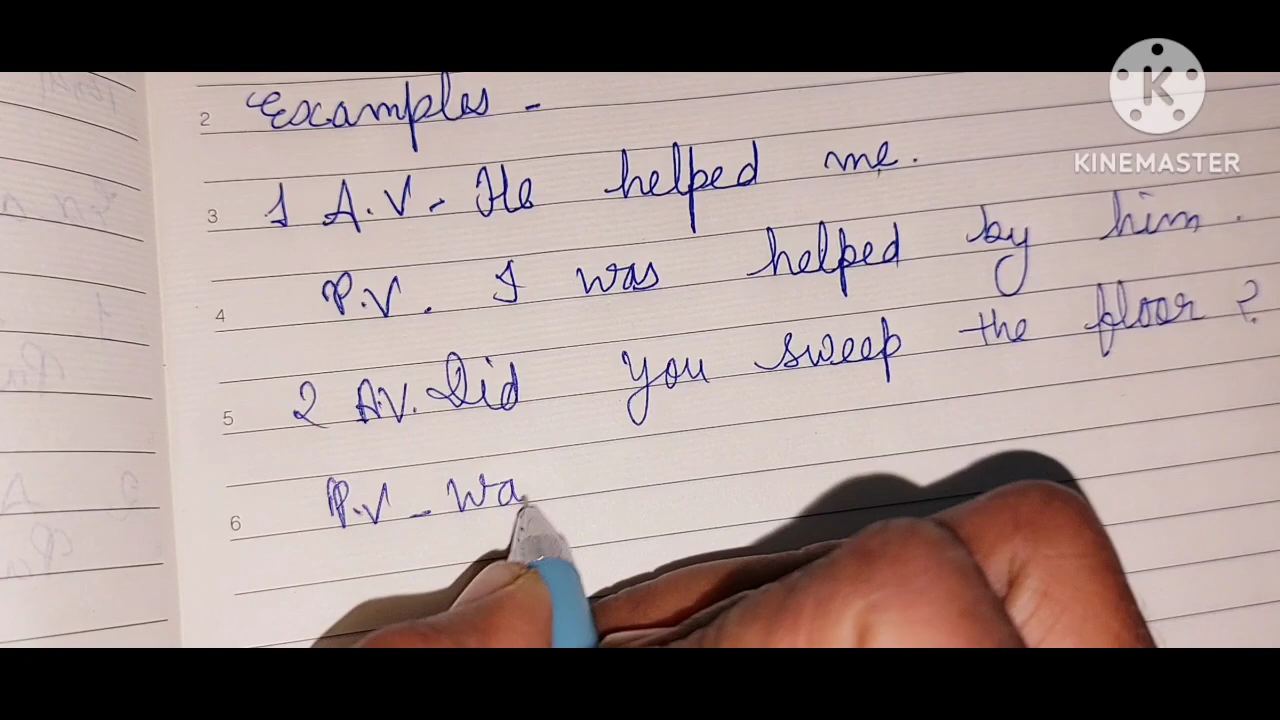 Examples -
1 A.V - He helped me.
P.V. I was helped by him.
2 A.V. Did you sweep the floor?
P.V - Wa
KINEMASTER
2
3
4
5
6